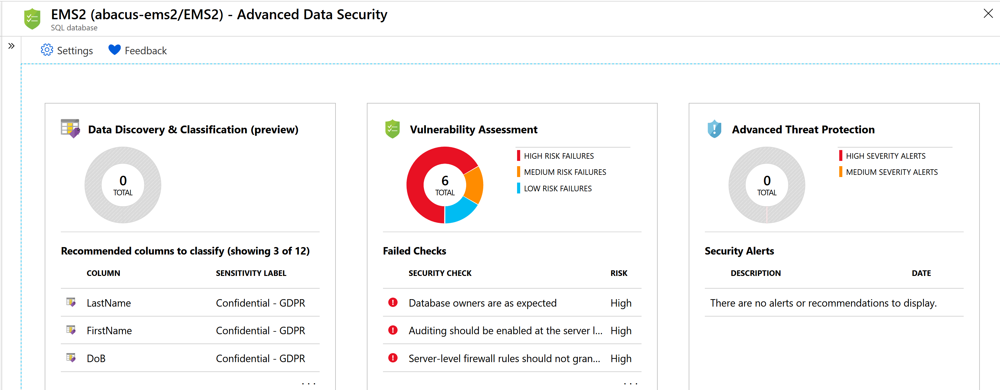 EMS2 (abacus-ems2/EMS2) - Advanced Data Security
SQL database
Settings
Feedback
Data Discovery & Classification (preview)
0
TOTAL
Recommended columns to classify (showing 3 of 12)
COLUMN SENSITIVITY LABEL
LastName Confidential - GDPR
FirstName Confidential - GDPR
DoB Confidential - GDPR
...
Vulnerability Assessment
6
TOTAL
HIGH RISK FAILURES
MEDIUM RISK FAILURES
LOW RISK FAILURES
Failed Checks
SECURITY CHECK RISK
Database owners are as expected High
Auditing should be enabled at the server l... High
Server-level firewall rules should not gran... High
...
Advanced Threat Protection
0
TOTAL
HIGH SEVERITY ALERTS
MEDIUM SEVERITY ALERTS
Security Alerts
DESCRIPTION DATE
There are no alerts or recommendations to display.